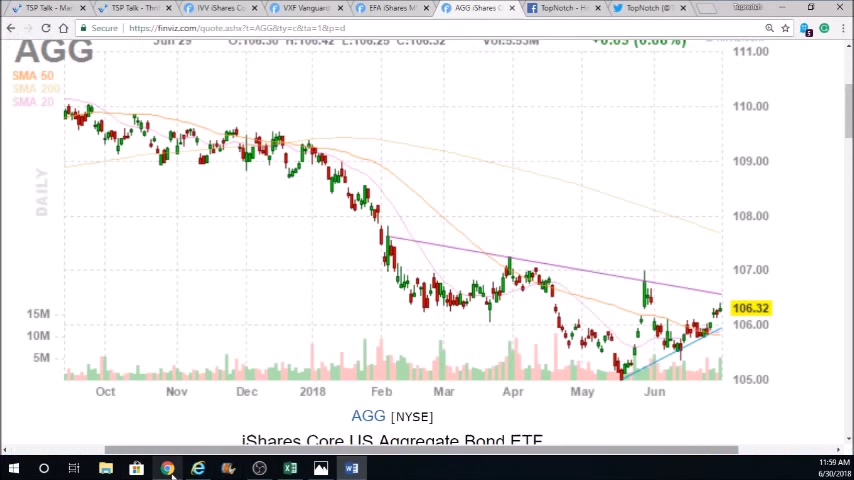 TSP Talk - Mar
TSP Talk - Thri
IVV iShares Co
VXF Vanguard
EFA iShares M
AGG iShares C
TopNotch - H
TopNotch (@T
TopNotch
Secure
https://finviz.com/quote.ashx?t=AGG&ty=c&ta=1&p=d
AGG
Jun 29 O:106.30 H:106.42 L:106.25 C:106.32 Vol:5.53M +0.03 (0.00%)
111.00
SMA 50
SMA 200
SMA 20
110.00
109.00
DAILY
108.00
107.00
15M
106.32
106.00
10M
5M
105.00
Oct Nov Dec 2018 Feb Mar Apr May Jun
AGG [NYSE]
iShares Core US Aggregate Bond ETF
11:59 AM
6/30/2018